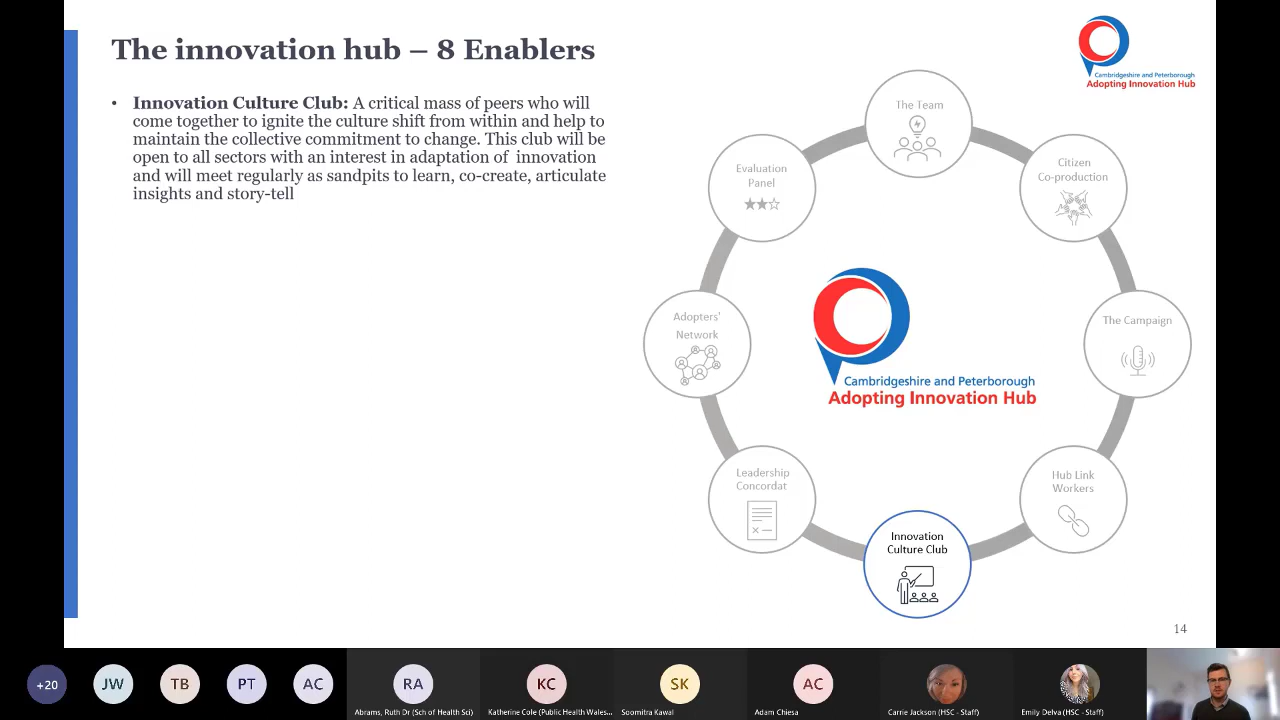 The innovation hub – 8 Enablers
Cambridgeshire and Peterborough
Adopting Innovation Hub
• Innovation Culture Club: A critical mass of peers who will
come together to ignite the culture shift from within and help to
maintain the collective commitment to change. This club will be
open to all sectors with an interest in adaptation of innovation
and will meet regularly as sandpits to learn, co-create, articulate
insights and story-tell
The Team
Citizen
Co-production
The Campaign
Hub Link
Workers
Innovation
Culture Club
Leadership
Concordat
Adopters'
Network
Evaluation
Panel
Cambridgeshire and Peterborough
Adopting Innovation Hub
14
+20
JW
TB
PT
AC
RA
KC
SK
AC
Abrams, Ruth Dr (Sch of Health Sci)
Katherine Cole (Public Health Wales...
Soomitra Kawal
Adam Chiesa
Carrie Jackson (HSC - Staff)
Emily Delva (HSC - Staff)